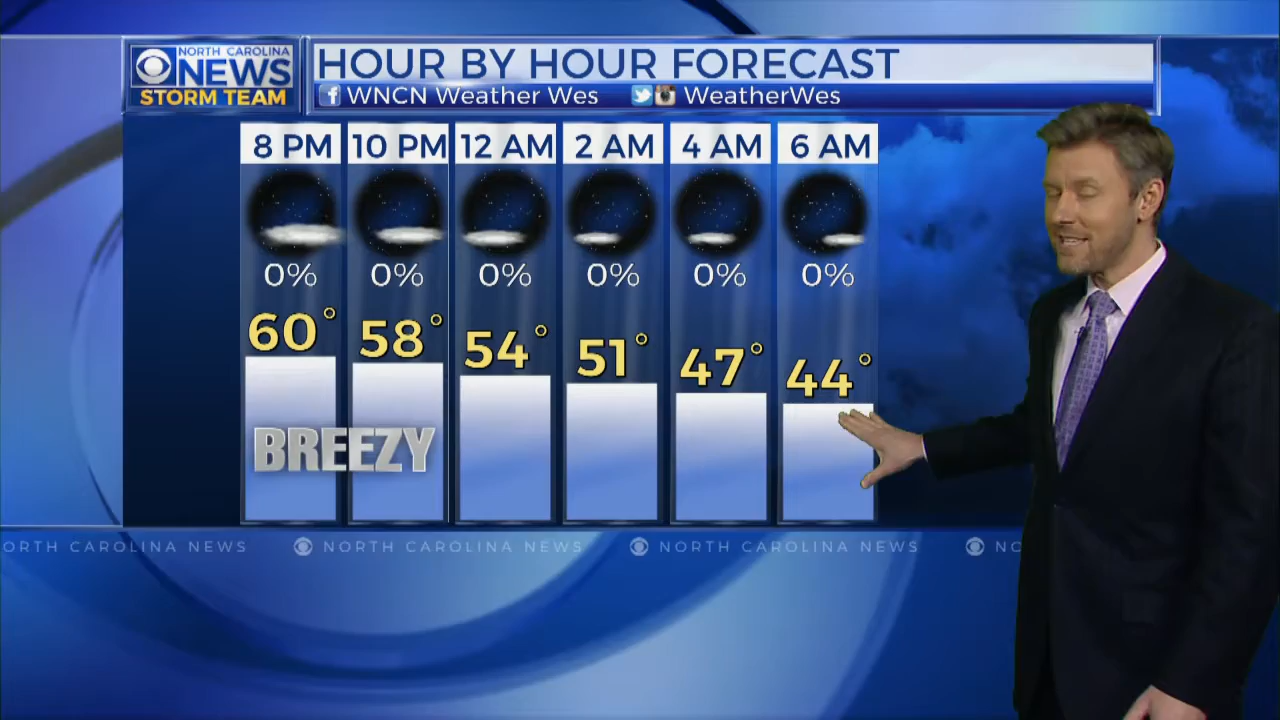 NORTH CAROLINA
NEWS
STORM TEAM
HOUR BY HOUR FORECAST
f WNCN Weather Wes WeatherWes
8 PM 10 PM 12 AM 2 AM 4 AM 6 AM
0% 0% 0% 0% 0% 0%
60° 58° 54° 51° 47° 44°
BREEZY
ORTH CAROLINA NEWS NORTH CAROLINA NEWS NORTH CAROLINA NEWS NC